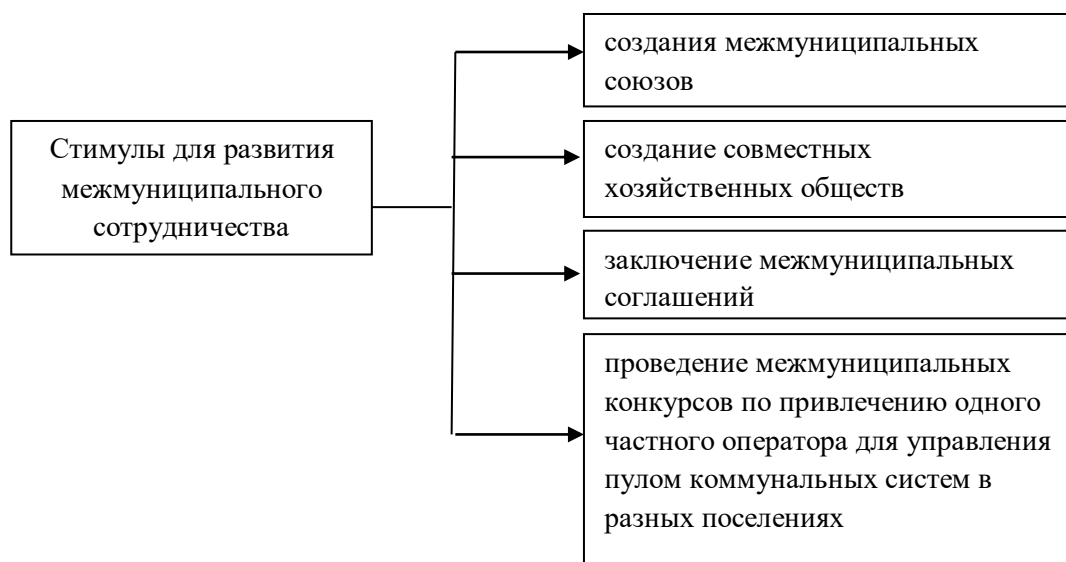 Стимулы для развития
межмуниципального
сотрудничества
создания межмуниципальных
союзов
создание совместных
хозяйственных обществ
заключение межмуниципальных
соглашений
проведение межмуниципальных
конкурсов по привлечению одного
частного оператора для управления
пулом коммунальных систем в
разных поселениях